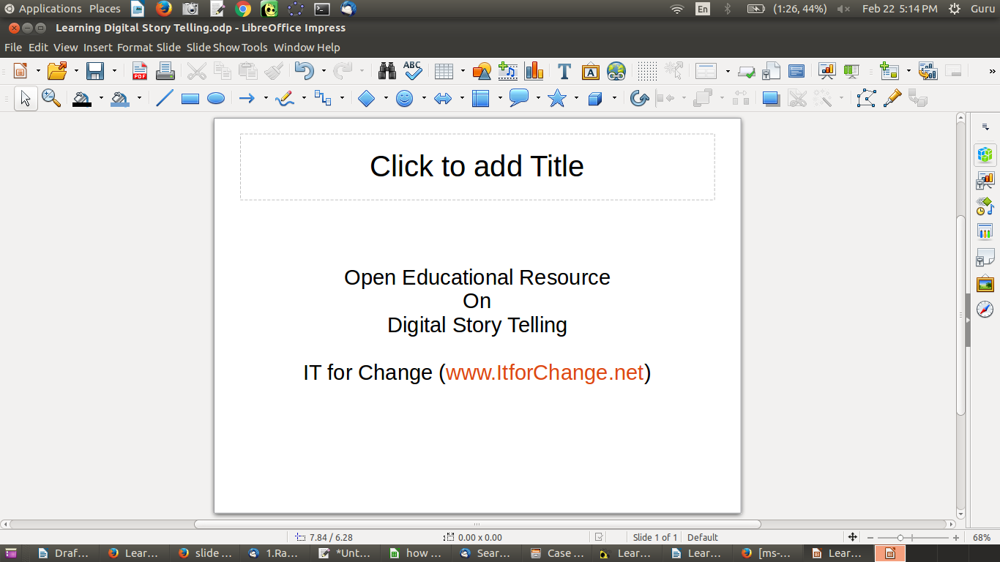 Applications Places En (1:26, 44%) Feb 22 5:14 PM Guru
Learning Digital Story Telling.odp - LibreOffice Impress
File Edit View Insert Format Slide Slide Show Tools Window Help
PDF ABC T A
Click to add Title
Open Educational Resource
On
Digital Story Telling
IT for Change (www.ItforChange.net)
7.84 / 6.28 0.00 x 0.00 Slide 1 of 1 Default 68%
Draf... Lear... slide ... 1.Ra... *Unt... how ... Sear... Case ... Lear... Lear... [ms-... Lear...